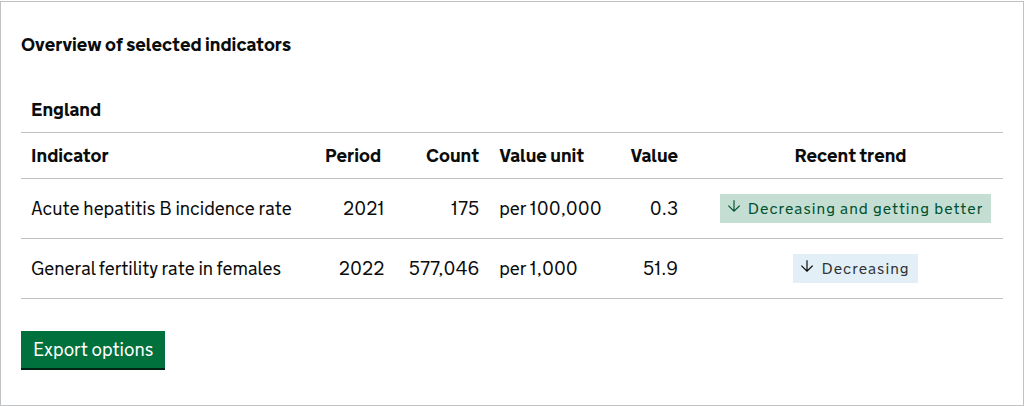 Overview of selected indicators
England
Indicator Period Count Value unit Value Recent trend
Acute hepatitis B incidence rate 2021 175 per 100,000 0.3 ↓ Decreasing and getting better
General fertility rate in females 2022 577,046 per 1,000 51.9 ↓ Decreasing
Export options